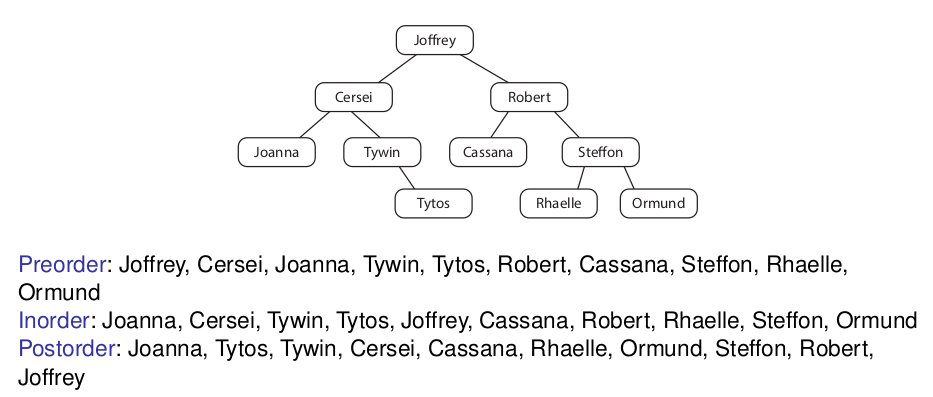 Joffrey
Cersei
Robert
Joanna
Tywin
Cassana
Steffon
Tytos
Rhaelle
Ormund
Preorder: Joffrey, Cersei, Joanna, Tywin, Tytos, Robert, Cassana, Steffon, Rhaelle,
Ormund
Inorder: Joanna, Cersei, Tywin, Tytos, Joffrey, Cassana, Robert, Rhaelle, Steffon, Ormund
Postorder: Joanna, Tytos, Tywin, Cersei, Cassana, Rhaelle, Ormund, Steffon, Robert,
Joffrey